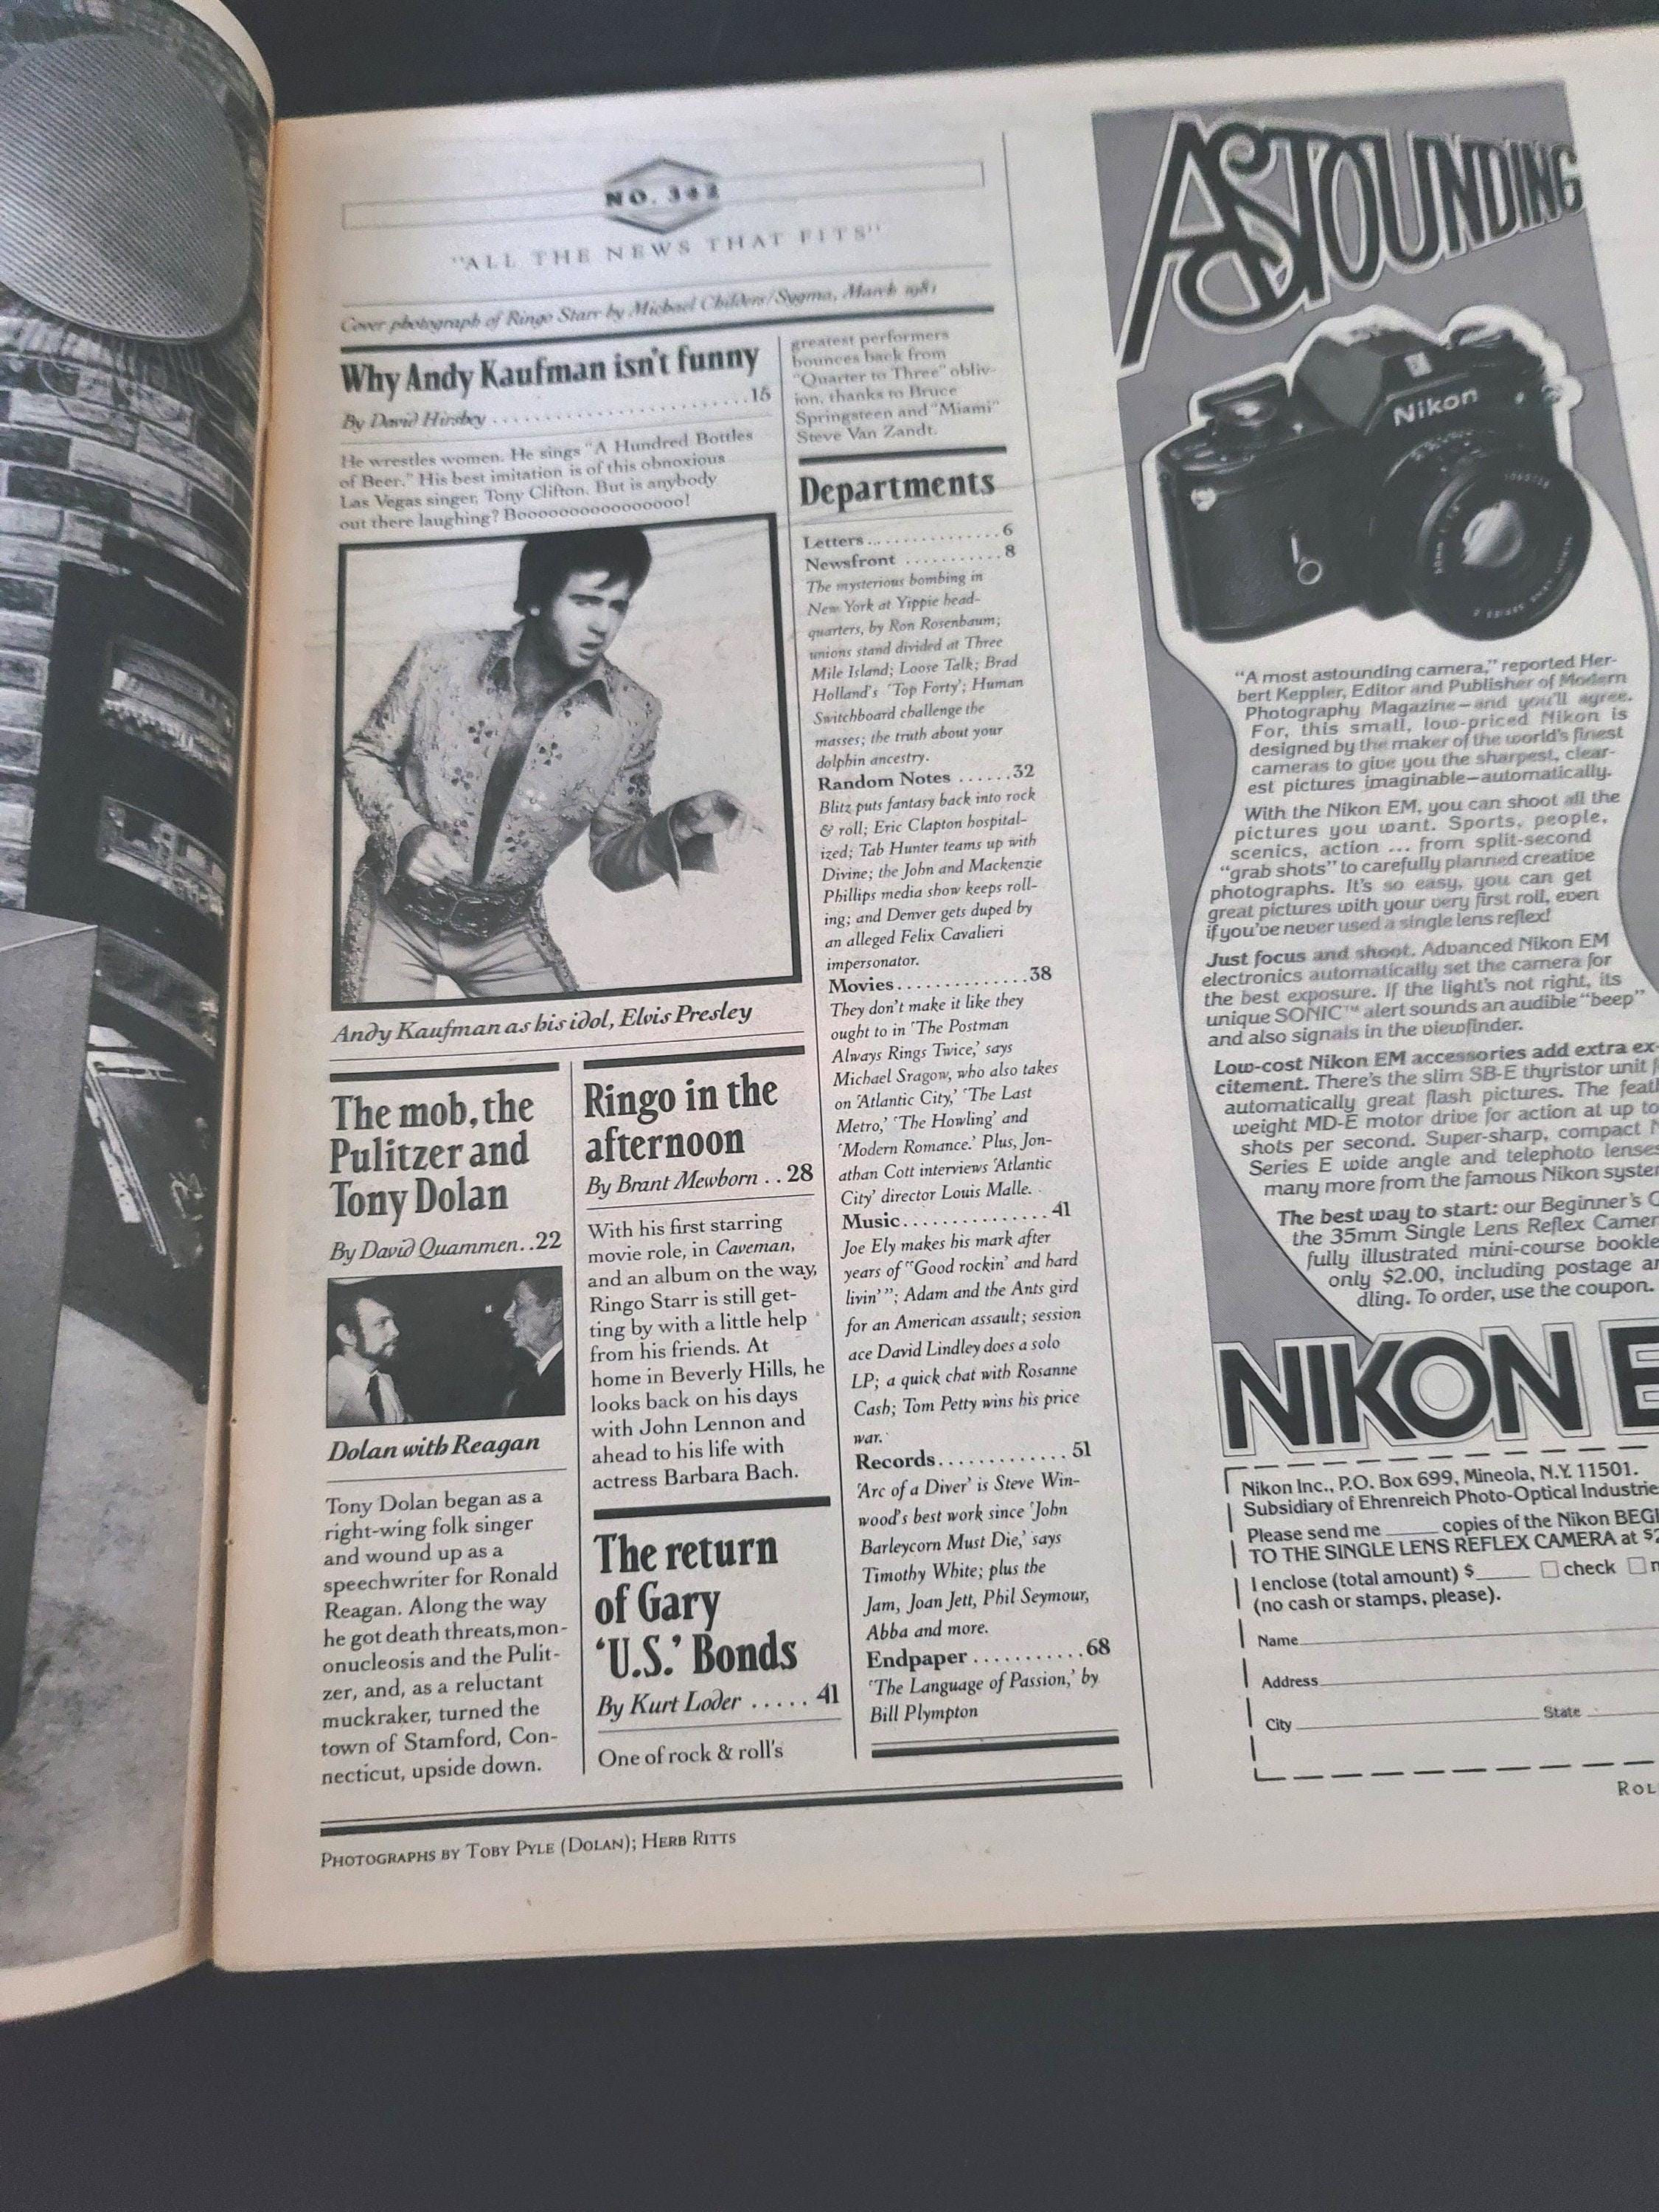 NO. 342
"ALL THE NEWS THAT FITS"
Cover photograph of Ringo Starr by Michael Childers/Sygma, March 1981
Why Andy Kaufman isn't funny
By David Hirshey ......................... 15
He wrestles women. He sings "A Hundred Bottles
of Beer." His best imitation is of this obnoxious
Las Vegas singer, Tony Clifton. But is anybody
out there laughing? Boooooooooooooooo!
Andy Kaufman as his idol, Elvis Presley
The mob, the
Pulitzer and
Tony Dolan
By David Quammen. .22
Dolan with Reagan
Tony Dolan began as a
right-wing folk singer
and wound up as a
speechwriter for Ronald
Reagan. Along the way
he got death threats, mon-
onucleosis and the Pulit-
zer, and, as a reluctant
muckraker, turned the
town of Stamford, Con-
necticut, upside down.
Ringo in the
afternoon
By Brant Mewborn . . 28
With his first starring
movie role, in Caveman,
and an album on the way,
Ringo Starr is still get-
ting by with a little help
from his friends. At
home in Beverly Hills, he
looks back on his days
with John Lennon and
ahead to his life with
actress Barbara Bach.
The return
of Gary
'U.S.' Bonds
By Kurt Loder ..... 41
One of rock & roll's
greatest performers
bounces back from
"Quarter to Three" obliv-
ion, thanks to Bruce
Springsteen and "Miami"
Steve Van Zandt.
Departments
Letters ............... 6
Newsfront .......... 8
The mysterious bombing in
New York at Yippie head-
quarters, by Ron Rosenbaum;
unions stand divided at Three
Mile Island; Loose Talk; Brad
Holland's 'Top Forty'; Human
Switchboard challenge the
masses; the truth about your
dolphin ancestry.
Random Notes ...... 32
Blitz puts fantasy back into rock
& roll; Eric Clapton hospital-
ized; Tab Hunter teams up with
Divine; the John and Mackenzie
Phillips media show keeps roll-
ing; and Denver gets duped by
an alleged Felix Cavalieri
impersonator.
Movies.............. 38
They don't make it like they
ought to in 'The Postman
Always Rings Twice,' says
Michael Sragow, who also takes
on 'Atlantic City,' 'The Last
Metro,' 'The Howling' and
'Modern Romance.' Plus, Jon-
athan Cott interviews 'Atlantic
City' director Louis Malle.
Music............... 41
Joe Ely makes his mark after
years of "Good rockin' and hard
livin'"; Adam and the Ants gird
for an American assault; session
ace David Lindley does a solo
LP; a quick chat with Rosanne
Cash; Tom Petty wins his price
war.
Records............. 51
'Arc of a Diver' is Steve Win-
wood's best work since 'John
Barleycorn Must Die,' says
Timothy White; plus the
Jam, Joan Jett, Phil Seymour,
Abba and more.
Endpaper ........... 68
'The Language of Passion,' by
Bill Plympton
PHOTOGRAPHS BY TOBY PYLE (DOLAN); HERB RITTS
ASTOUNDING
Nikon
"A most astounding camera," reported Her-
bert Keppler, Editor and Publisher of Modern
Photography Magazine—and you'll agree.
For, this small, low-priced Nikon is
designed by the maker of the world's finest
cameras to give you the sharpest, clear-
est pictures imaginable—automatically.
With the Nikon EM, you can shoot all the
pictures you want. Sports, people,
scenics, action ... from split-second
"grab shots" to carefully planned creative
photographs. It's so easy, you can get
great pictures with your very first roll, even
if you've never used a single lens reflex!
Just focus and shoot. Advanced Nikon EM
electronics automatically set the camera for
the best exposure. If the light's not right, its
unique SONIC™ alert sounds an audible "beep"
and also signals in the viewfinder.
Low-cost Nikon EM accessories add extra ex-
citement. There's the slim SB-E thyristor unit
automatically great flash pictures. The
weight MD-E motor drive for action at up to
shots per second. Super-sharp, compact
Series E wide angle and telephoto lenses
many more from the famous Nikon system
The best way to start: our Beginner's
the 35mm Single Lens Reflex
fully illustrated mini-course
only $2.00, including postage
dling. To order, use the coupon.
NIKON E
Nikon Inc., P.O. Box 699, Mineola, N.Y. 11501.
Subsidiary of Ehrenreich Photo-Optical
Please send me _____ copies of the Nikon
TO THE SINGLE LENS REFLEX CAMERA at
I enclose (total amount) $_____ □ check □
(no cash or stamps, please).
Name
Address
City State